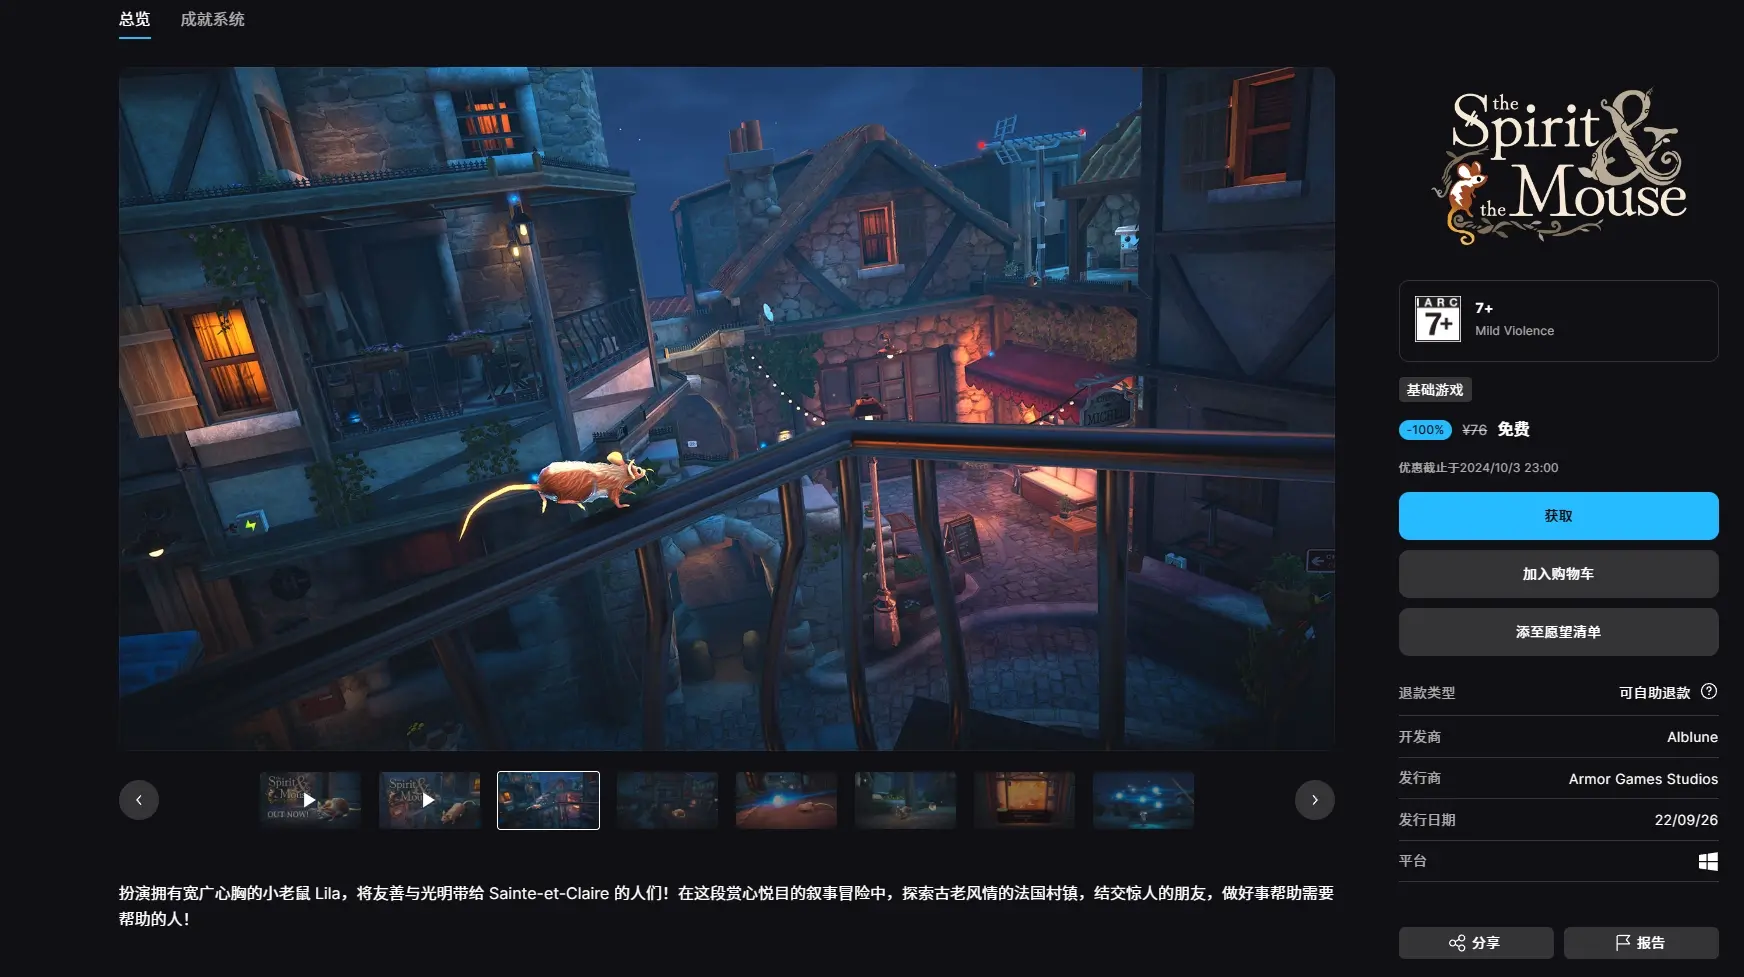 总览 成就系统
the
Spirit &
the Mouse
IARC
7+
7+
Mild Violence
基础游戏
-100% ¥76 免费
优惠截止于2024/10/3 23:00
获取
加入购物车
添至愿望清单
退款类型 可自助退款
开发商 Alblune
发行商 Armor Games Studios
发行日期 22/09/26
平台
分享 报告
OUT NOW!
扮演拥有宽广心胸的小老鼠 Lila，将友善与光明带给 Sainte-et-Claire 的人们！在这段赏心悦目的叙事冒险中，探索古老风情的法国村镇，结交惊人的朋友，做好事帮助需要
帮助的人！